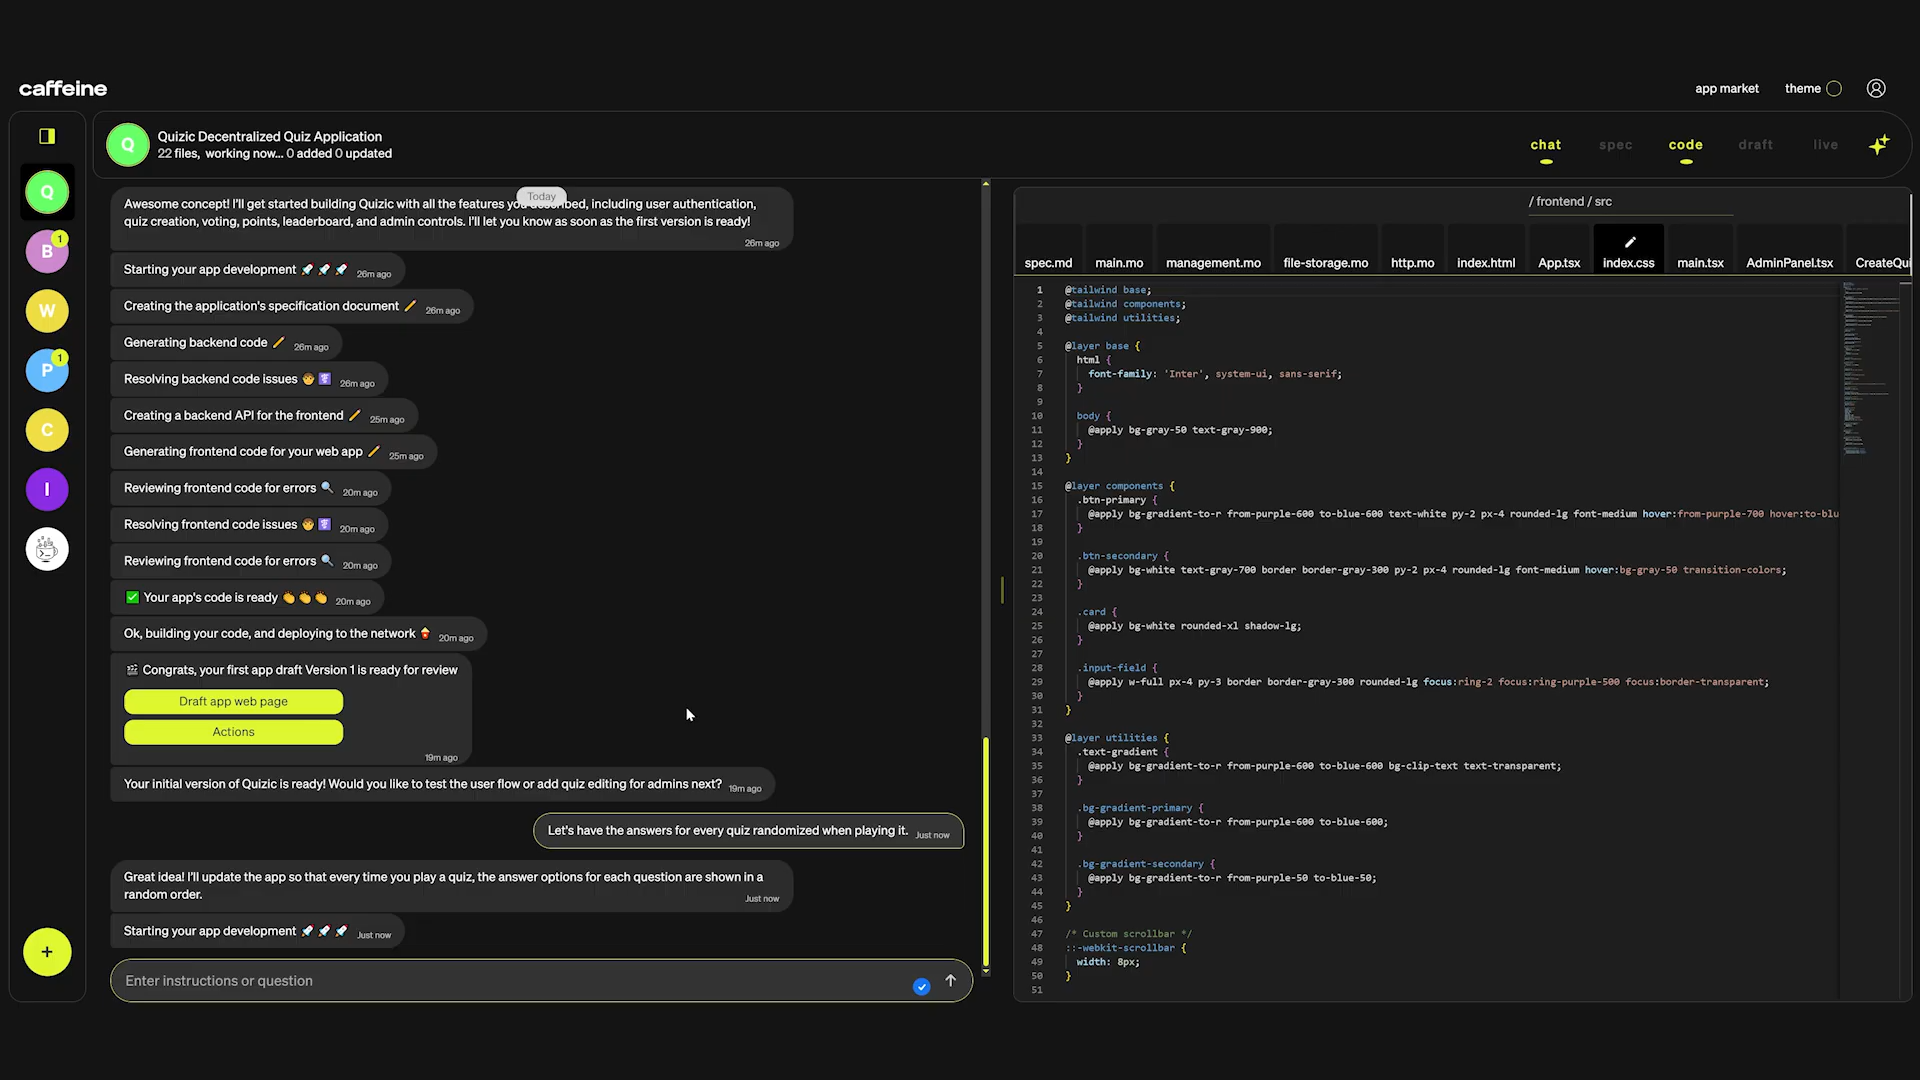 caffeine
app market
theme
Q
Quizic Decentralized Quiz Application
22 files, working now... 0 added 0 updated
chat
spec
code
draft
live
Q
B
1
W
P
1
C
I
+
Today
Awesome concept! I'll get started building Quizic with all the features you described, including user authentication,
quiz creation, voting, points, leaderboard, and admin controls. I'll let you know as soon as the first version is ready!
26m ago
Starting your app development 🚀 🚀 🚀 26m ago
Creating the application's specification document 26m ago
Generating backend code 26m ago
Resolving backend code issues 26m ago
Creating a backend API for the frontend 25m ago
Generating frontend code for your web app 25m ago
Reviewing frontend code for errors 🔍 20m ago
Resolving frontend code issues 20m ago
Reviewing frontend code for errors 🔍 20m ago
✅ Your app's code is ready 👏 👏 👏 20m ago
Ok, building your code, and deploying to the network 20m ago
🎬 Congrats, your first app draft Version 1 is ready for review
Draft app web page
Actions
19m ago
Your initial version of Quizic is ready! Would you like to test the user flow or add quiz editing for admins next? 19m ago
Let's have the answers for every quiz randomized when playing it. Just now
Great idea! I'll update the app so that every time you play a quiz, the answer options for each question are shown in a
random order.
Just now
Starting your app development 🚀 🚀 🚀 Just now
Enter instructions or question
/ frontend / src
spec.md main.mo management.mo file-storage.mo http.mo index.html App.tsx index.css main.tsx AdminPanel.tsx CreateQui
1 @tailwind base;
2 @tailwind components;
3 @tailwind utilities;
4
5 @layer base {
6 html {
7 font-family: 'Inter', system-ui, sans-serif;
8 }
9
10 body {
11 @apply bg-gray-50 text-gray-900;
12 }
13 }
14
15 @layer components {
16 .btn-primary {
17 @apply bg-gradient-to-r from-purple-600 to-blue-600 text-white py-2 px-4 rounded-lg font-medium hover:from-purple-700 hover:to-blu
18 }
19
20 .btn-secondary {
21 @apply bg-white text-gray-700 border border-gray-300 py-2 px-4 rounded-lg font-medium hover:bg-gray-50 transition-colors;
22 }
23
24 .card {
25 @apply bg-white rounded-xl shadow-lg;
26 }
27
28 .input-field {
29 @apply w-full px-4 py-3 border border-gray-300 rounded-lg focus:ring-2 focus:ring-purple-500 focus:border-transparent;
30 }
31 }
32
33 @layer utilities {
34 .text-gradient {
35 @apply bg-gradient-to-r from-purple-600 to-blue-600 bg-clip-text text-transparent;
36 }
37
38 .bg-gradient-primary {
39 @apply bg-gradient-to-r from-purple-600 to-blue-600;
40 }
41
42 .bg-gradient-secondary {
43 @apply bg-gradient-to-r from-purple-50 to-blue-50;
44 }
45 }
46
47 /* Custom scrollbar */
48 ::-webkit-scrollbar {
49 width: 8px;
50 }
51